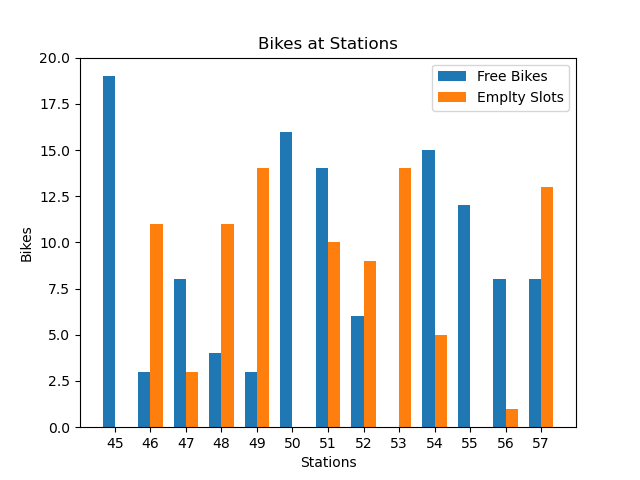 Bikes at Stations
Free Bikes
Emplty Slots
20.0
17.5
15.0
12.5
10.0
7.5
5.0
2.5
0.0
Bikes
45 46 47 48 49 50 51 52 53 54 55 56 57
Stations